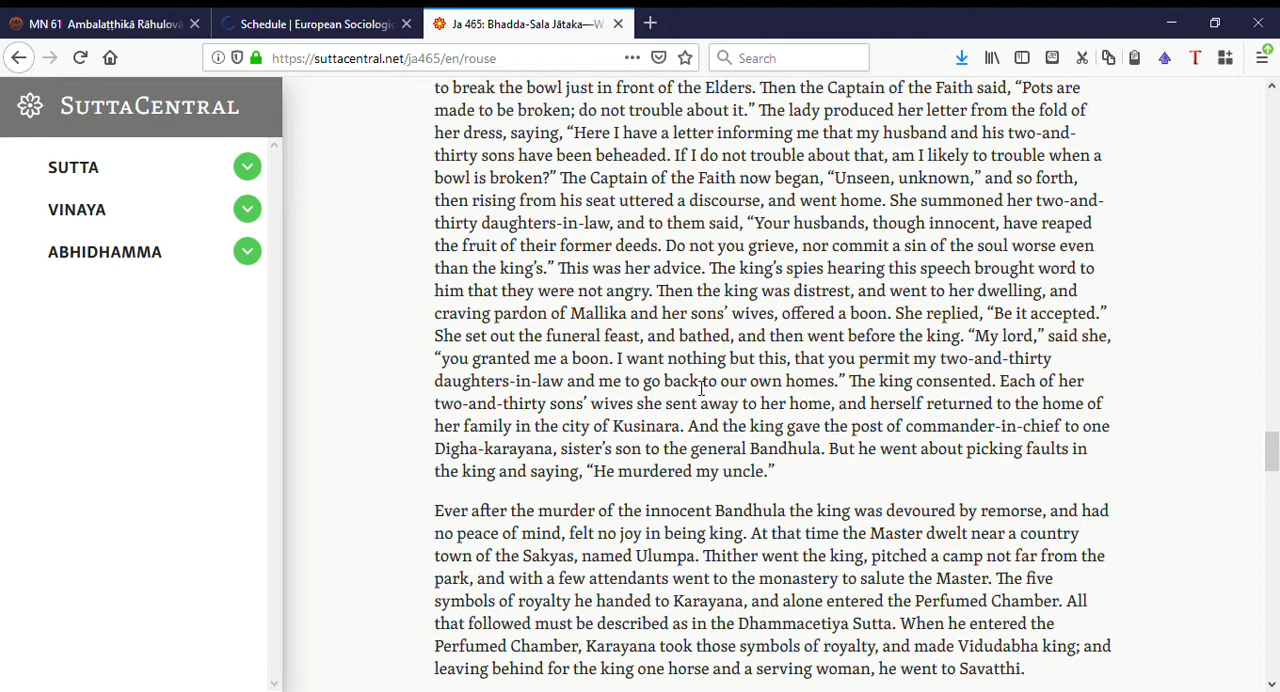 MN 61 Ambalaṭṭhikā Rāhulová
Schedule | European Sociologic
Ja 465: Bhadda-Sala Jātaka—W
https://suttacentral.net/ja465/en/rouse
Search
SUTTACENTRAL
SUTTA
VINAYA
ABHIDHAMMA
to break the bowl just in front of the Elders. Then the Captain of the Faith said, “Pots are
made to be broken; do not trouble about it.” The lady produced her letter from the fold of
her dress, saying, “Here I have a letter informing me that my husband and his two-and-
thirty sons have been beheaded. If I do not trouble about that, am I likely to trouble when a
bowl is broken?” The Captain of the Faith now began, “Unseen, unknown,” and so forth,
then rising from his seat uttered a discourse, and went home. She summoned her two-and-
thirty daughters-in-law, and to them said, “Your husbands, though innocent, have reaped
the fruit of their former deeds. Do not you grieve, nor commit a sin of the soul worse even
than the king’s.” This was her advice. The king’s spies hearing this speech brought word to
him that they were not angry. Then the king was distrest, and went to her dwelling, and
craving pardon of Mallika and her sons’ wives, offered a boon. She replied, “Be it accepted.”
She set out the funeral feast, and bathed, and then went before the king. “My lord,” said she,
“you granted me a boon. I want nothing but this, that you permit my two-and-thirty
daughters-in-law and me to go back to our own homes.” The king consented. Each of her
two-and-thirty sons’ wives she sent away to her home, and herself returned to the home of
her family in the city of Kusinara. And the king gave the post of commander-in-chief to one
Digha-karayana, sister’s son to the general Bandhula. But he went about picking faults in
the king and saying, “He murdered my uncle.”
Ever after the murder of the innocent Bandhula the king was devoured by remorse, and had
no peace of mind, felt no joy in being king. At that time the Master dwelt near a country
town of the Sakyas, named Ulumpa. Thither went the king, pitched a camp not far from the
park, and with a few attendants went to the monastery to salute the Master. The five
symbols of royalty he handed to Karayana, and alone entered the Perfumed Chamber. All
that followed must be described as in the Dhammacetiya Sutta. When he entered the
Perfumed Chamber, Karayana took those symbols of royalty, and made Vidudabha king; and
leaving behind for the king one horse and a serving woman, he went to Savatthi.